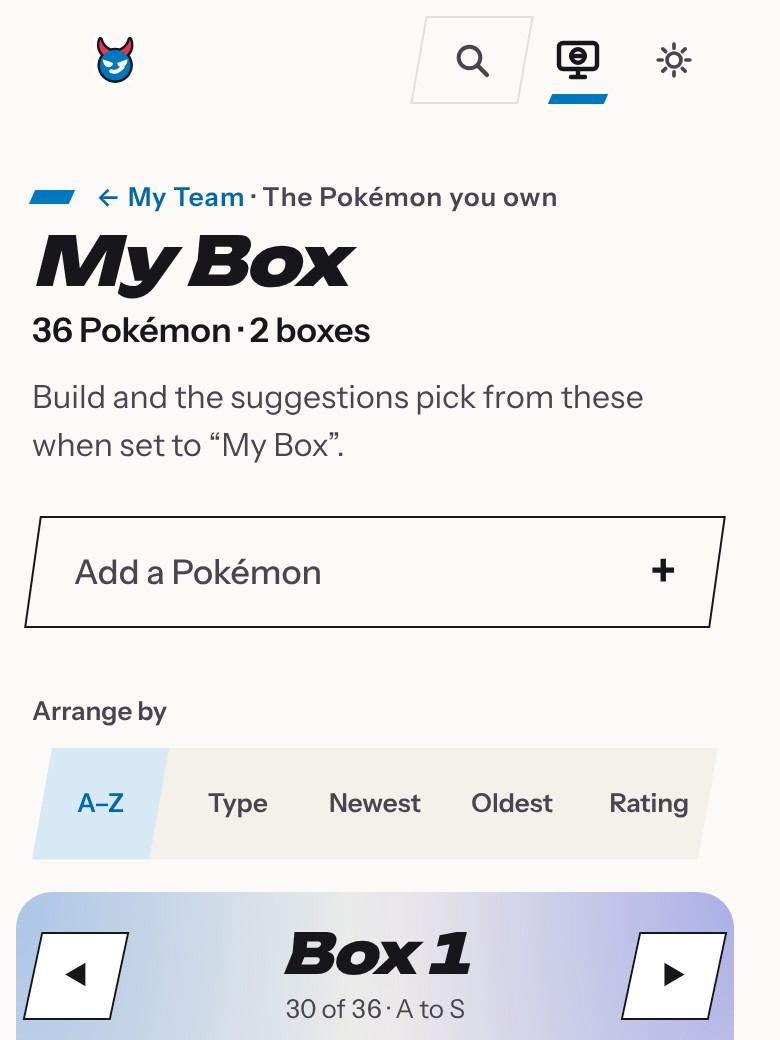 ← My Team · The Pokémon you own
My Box
36 Pokémon · 2 boxes
Build and the suggestions pick from these
when set to “My Box”.
Add a Pokémon +
Arrange by
A–Z Type Newest Oldest Rating
Box 1
30 of 36 · A to S